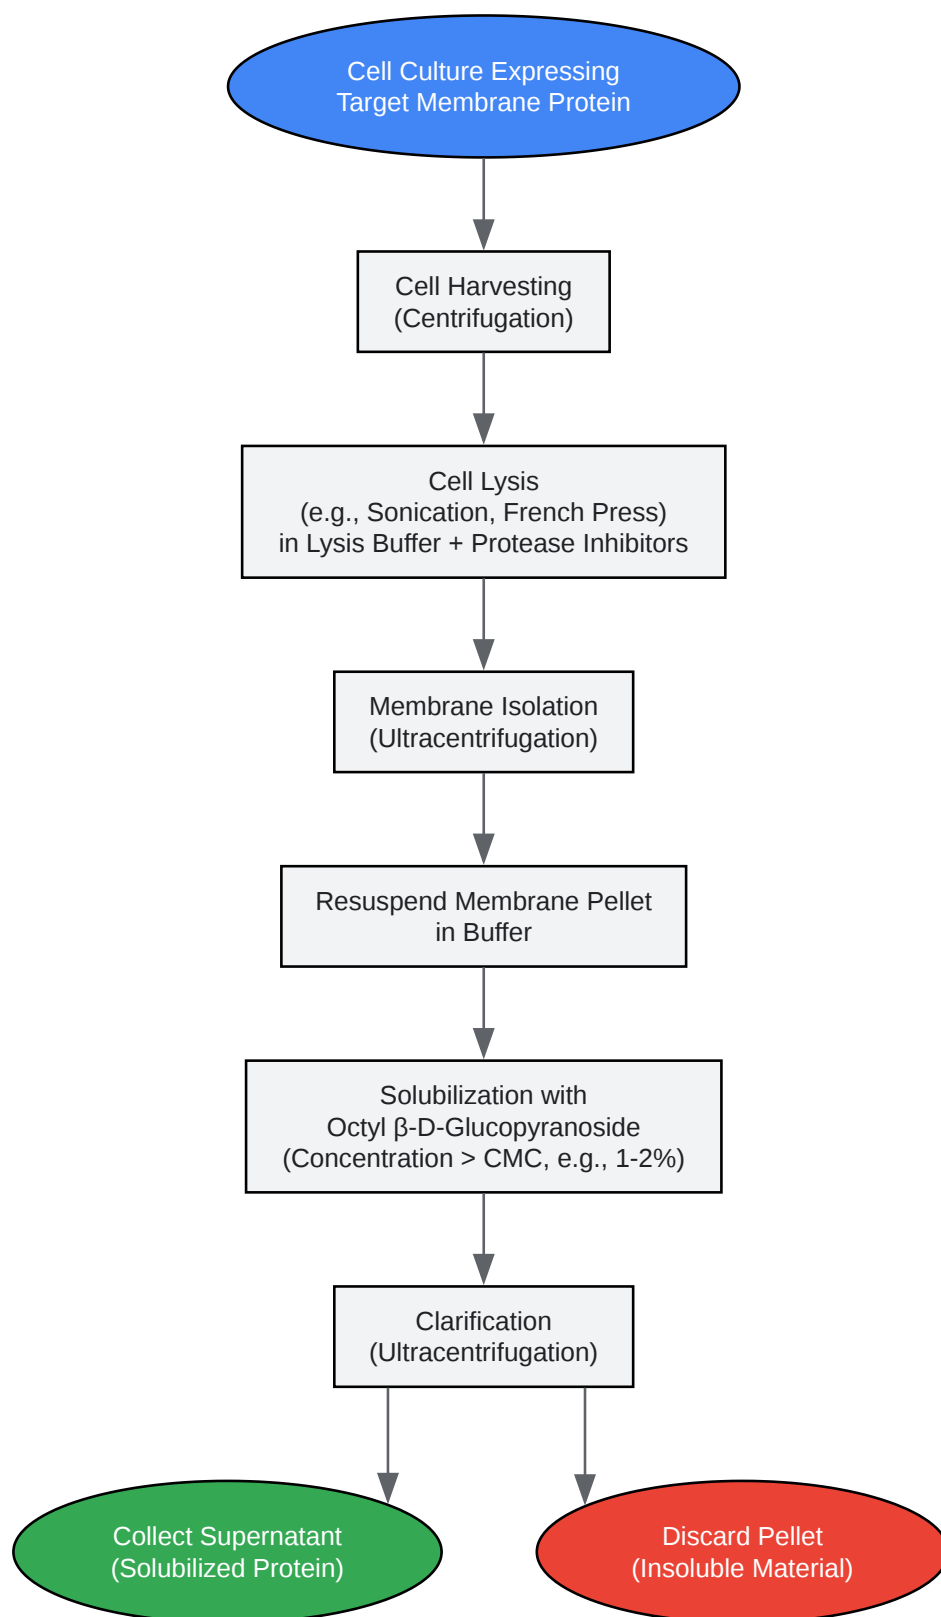 Cell Culture Expressing
Target Membrane Protein
Cell Harvesting
(Centrifugation)
Cell Lysis
(e.g., Sonication, French Press)
in Lysis Buffer + Protease Inhibitors
Membrane Isolation
(Ultracentrifugation)
Resuspend Membrane Pellet
in Buffer
Solubilization with
Octyl β-D-Glucopyranoside
(Concentration > CMC, e.g., 1-2%)
Clarification
(Ultracentrifugation)
Collect Supernatant
(Solubilized Protein)
Discard Pellet
(Insoluble Material)